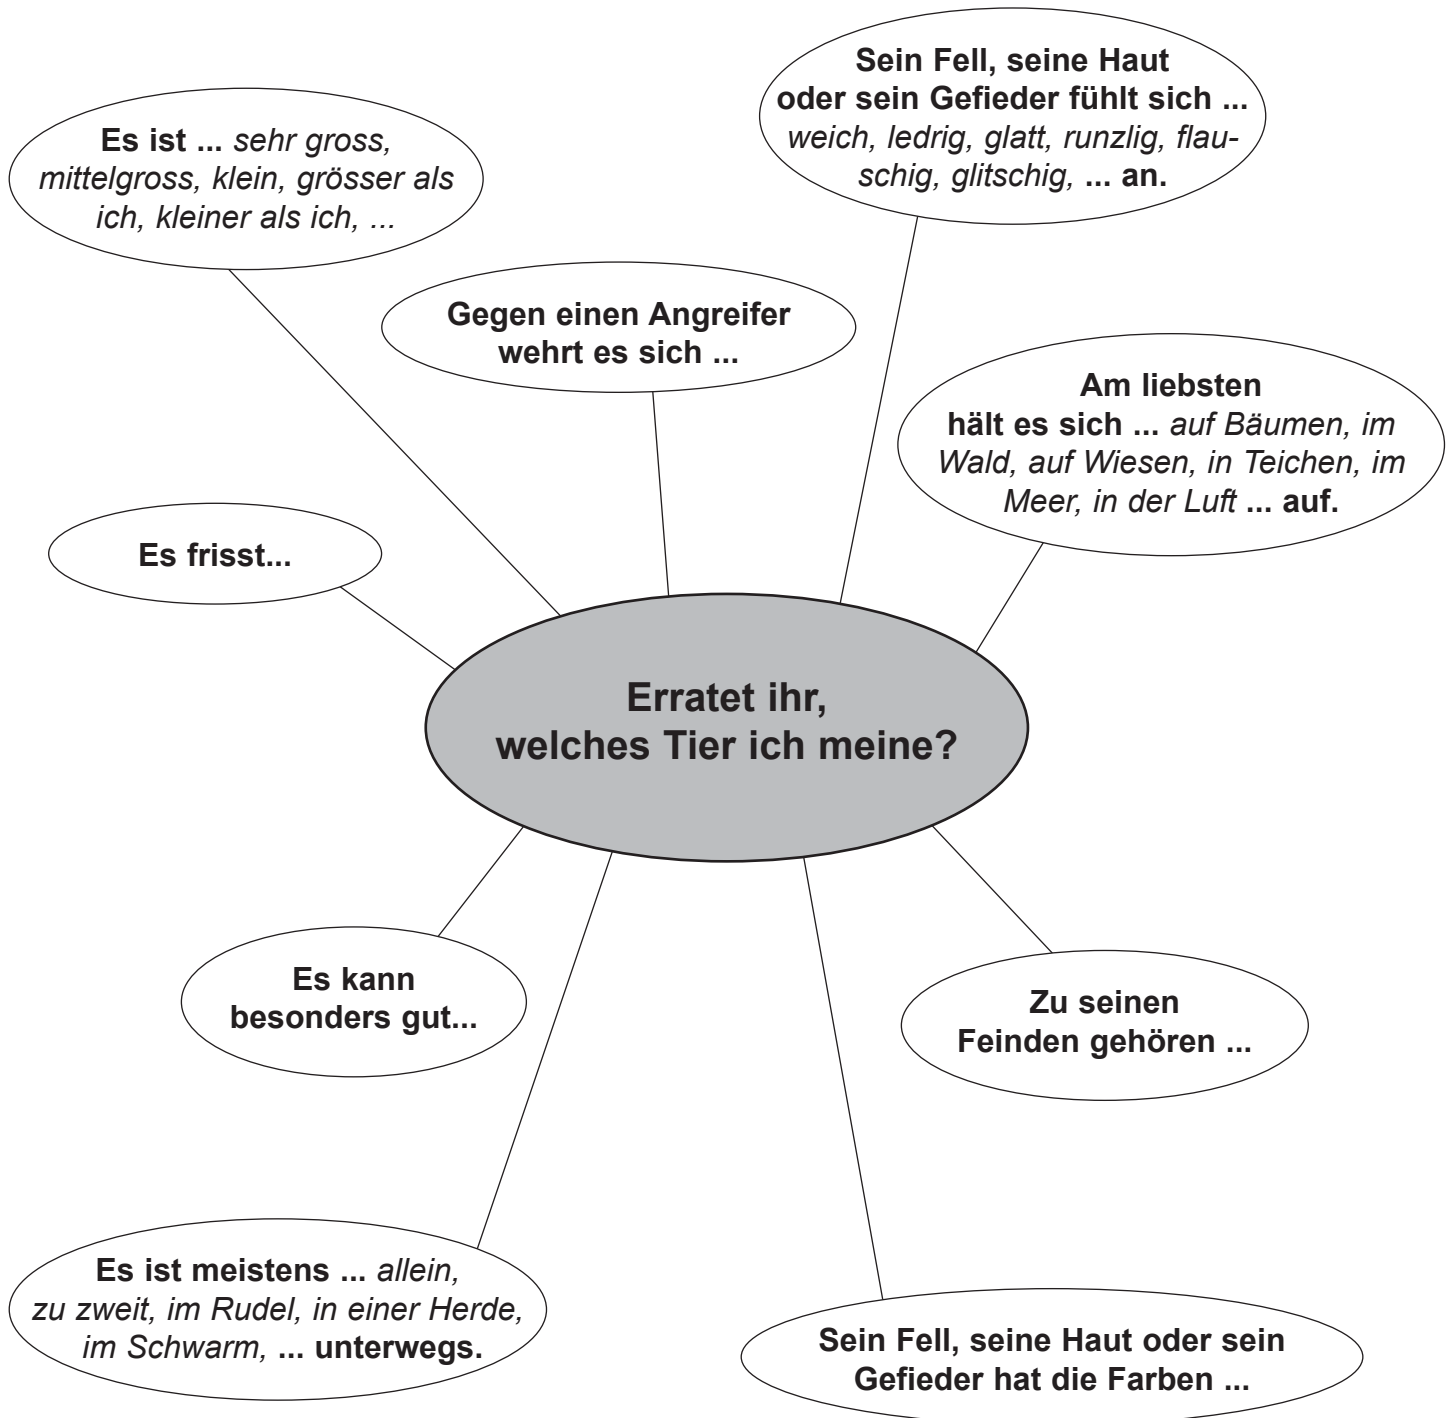 Sein Fell, seine Haut
oder sein Gefieder fühlt sich ...
weich, ledrig, glatt, runzlig, flau-
schig, glitschig, ... an.
Es ist ... sehr gross,
mittelgross, klein, grösser als
ich, kleiner als ich, ...
Gegen einen Angreifer
wehrt es sich ...
Am liebsten
hält es sich ... auf Bäumen, im
Wald, auf Wiesen, in Teichen, im
Meer, in der Luft ... auf.
Es frisst...
Erratet ihr,
welches Tier ich meine?
Es kann
besonders gut...
Zu seinen
Feinden gehören ...
Es ist meistens ... allein,
zu zweit, im Rudel, in einer Herde,
im Schwarm, ... unterwegs.
Sein Fell, seine Haut oder sein
Gefieder hat die Farben ...